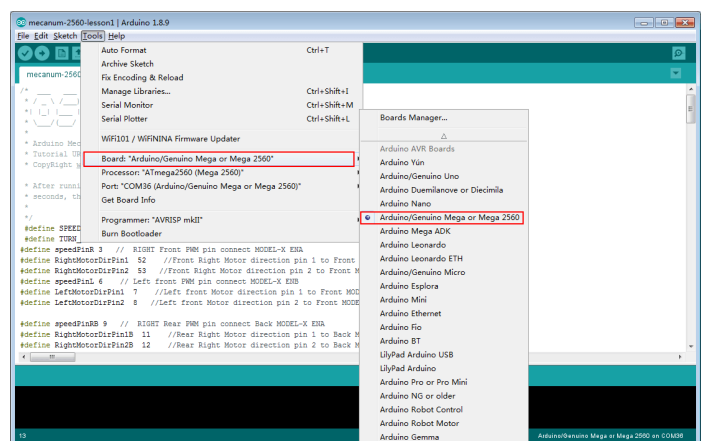 mecanum-2560-lesson1 | Arduino 1.8.9
File Edit Sketch Tools Help
mecanum-256
Auto Format Ctrl+T
Archive Sketch
Fix Encoding & Reload
Manage Libraries... Ctrl+Shift+I
Serial Monitor Ctrl+Shift+M
Serial Plotter Ctrl+Shift+L
WiFi101 / WiFiNINA Firmware Updater
Board: "Arduino/Genuino Mega or Mega 2560"
Processor: "ATmega2560 (Mega 2560)"
Port: "COM36 (Arduino/Genuino Mega or Mega 2560)"
Get Board Info
Programmer: "AVRISP mkII"
Burn Bootloader
Boards Manager...
Arduino AVR Boards
Arduino Yún
Arduino/Genuino Uno
Arduino Duemilanove or Diecimila
Arduino Nano
Arduino/Genuino Mega or Mega 2560
Arduino Mega ADK
Arduino Leonardo
Arduino Leonardo ETH
Arduino/Genuino Micro
Arduino Esplora
Arduino Mini
Arduino Ethernet
Arduino Fio
Arduino BT
LilyPad Arduino USB
LilyPad Arduino
Arduino Pro or Pro Mini
Arduino NG or older
Arduino Robot Control
Arduino Robot Motor
Arduino Gemma
/* ___ ___
* / _ \ /___|
*| |_| |___
* \___/(___/
*
* Arduino Mec
* Tutorial UR
* CopyRight w
*
* After runni
* seconds, th
*
*/
#define SPEED
#define TURN_
#define speedPinR 3 // RIGHT Front PWM pin connect MODEL-X ENA
#define RightMotorDirPin1 52 //Front Right Motor direction pin 1 to Front
#define RightMotorDirPin2 53 //Front Right Motor direction pin 2 to Front
#define speedPinL 6 // Left front PWM pin connect MODEL-X ENB
#define LeftMotorDirPin1 7 //Left front Motor direction pin 1 to Front MOD
#define LeftMotorDirPin2 8 //Left front Motor direction pin 2 to Front MODE
#define speedPinRB 9 // RIGHT Rear PWM pin connect Back MODEL-X ENA
#define RightMotorDirPin1B 11 //Rear Right Motor direction pin 1 to Back M
#define RightMotorDirPin2B 12 //Rear Right Motor direction pin 2 to Back M
13
Arduino/Genuino Mega or Mega 2560 on COM36